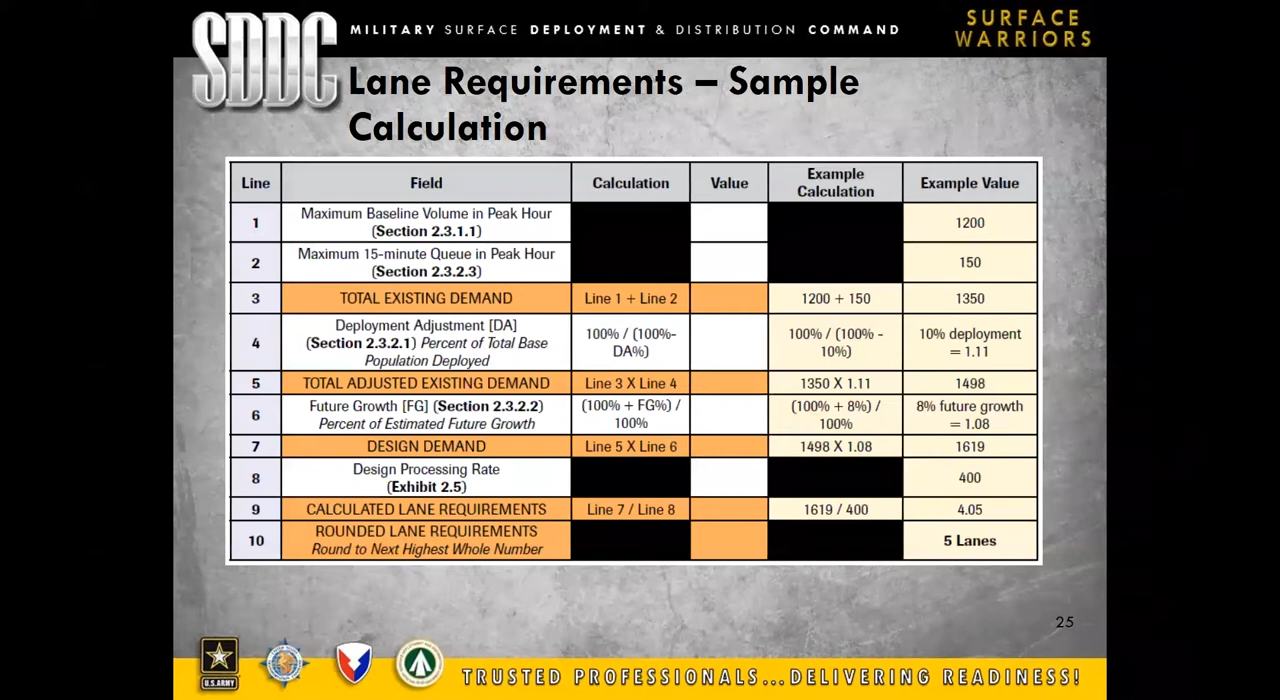 SDDC
MILITARY SURFACE DEPLOYMENT & DISTRIBUTION COMMAND
SURFACE
WARRIORS
Lane Requirements – Sample
Calculation
Line Field Calculation Value Example Calculation Example Value
1 Maximum Baseline Volume in Peak Hour (Section 2.3.1.1) 1200
2 Maximum 15-minute Queue in Peak Hour (Section 2.3.2.3) 150
3 TOTAL EXISTING DEMAND Line 1 + Line 2 1200 + 150 1350
4 Deployment Adjustment [DA] (Section 2.3.2.1) Percent of Total Base Population Deployed 100% / (100%-DA%) 100% / (100% - 10%) 10% deployment = 1.11
5 TOTAL ADJUSTED EXISTING DEMAND Line 3 X Line 4 1350 X 1.11 1498
6 Future Growth [FG] (Section 2.3.2.2) Percent of Estimated Future Growth (100% + FG%) / 100% (100% + 8%) / 100% 8% future growth = 1.08
7 DESIGN DEMAND Line 5 X Line 6 1498 X 1.08 1619
8 Design Processing Rate (Exhibit 2.5) 400
9 CALCULATED LANE REQUIREMENTS Line 7 / Line 8 1619 / 400 4.05
10 ROUNDED LANE REQUIREMENTS Round to Next Highest Whole Number 5 Lanes
25
U.S.ARMY
TRUSTED PROFESSIONALS...DELIVERING READINESS!